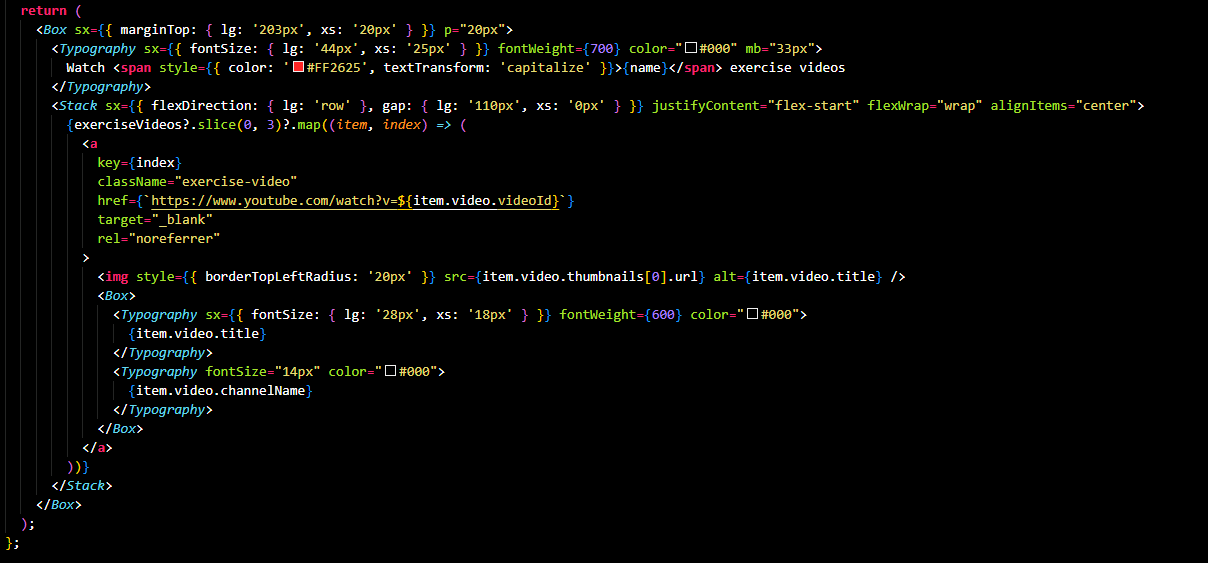 return (
<Box sx={{ marginTop: { lg: '203px', xs: '20px' } }} p="20px">
<Typography sx={{ fontSize: { lg: '44px', xs: '25px' } }} fontWeight={700} color="#000" mb="33px">
Watch <span style={{ color: '#FF2625', textTransform: 'capitalize' }}>{name}</span> exercise videos
</Typography>
<Stack sx={{ flexDirection: { lg: 'row' }, gap: { lg: '110px', xs: '0px' } }} justifyContent="flex-start" flexWrap="wrap" alignItems="center">
{exerciseVideos?.slice(0, 3)?.map((item, index) => (
<a
key={index}
className="exercise-video"
href={`https://www.youtube.com/watch?v=${item.video.videoId}`}
target="_blank"
rel="noreferrer"
>
<img style={{ borderTopLeftRadius: '20px' }} src={item.video.thumbnails[0].url} alt={item.video.title} />
<Box>
<Typography sx={{ fontSize: { lg: '28px', xs: '18px' } }} fontWeight={600} color="#000">
{item.video.title}
</Typography>
<Typography fontSize="14px" color="#000">
{item.video.channelName}
</Typography>
</Box>
</a>
))}
</Stack>
</Box>
);
};